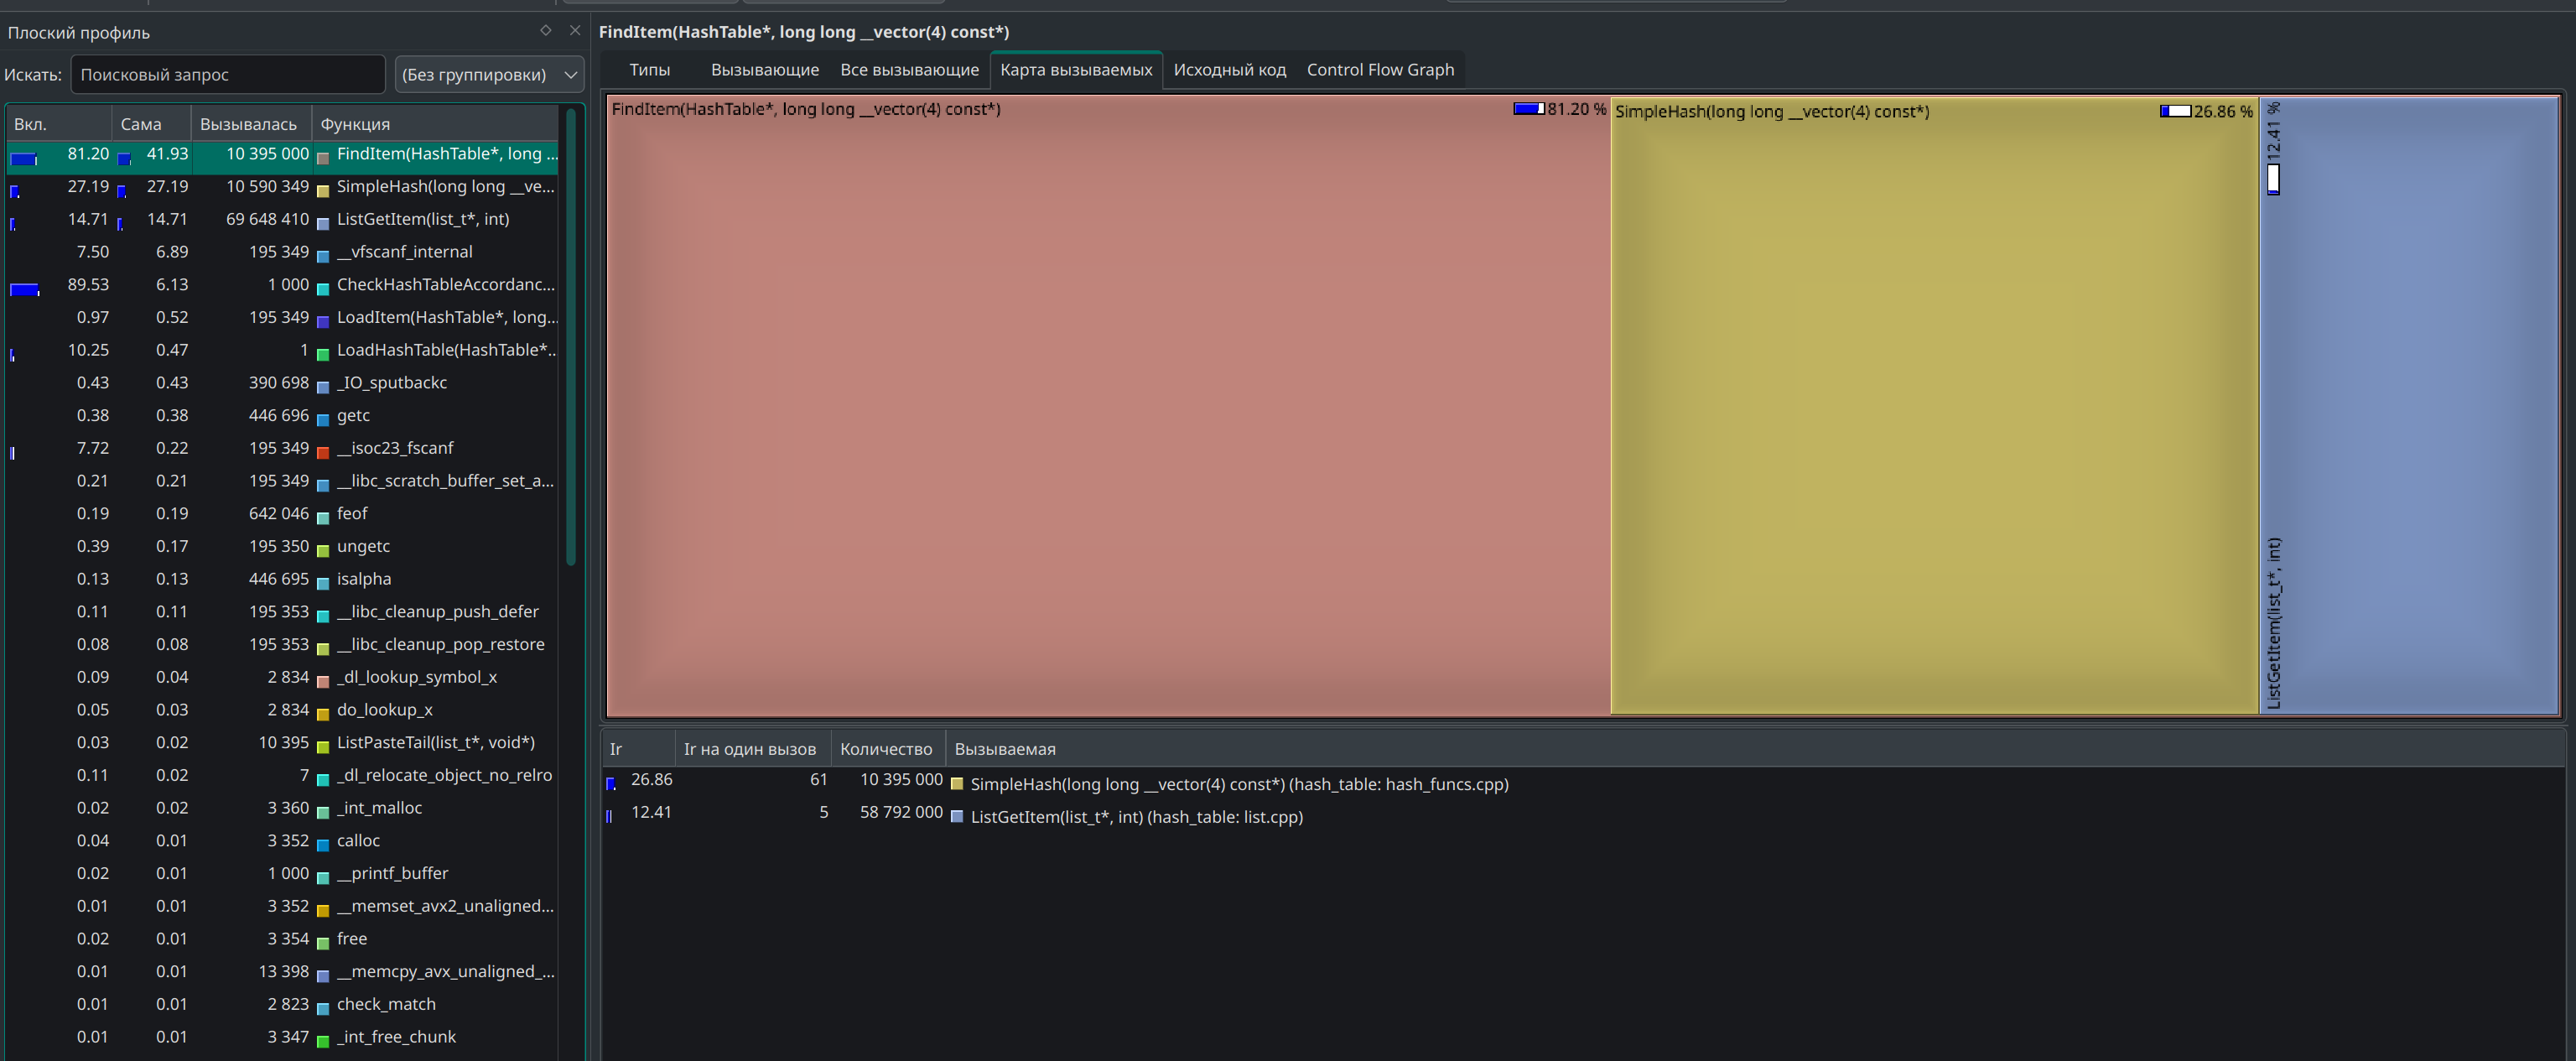 Плоский профиль
Искать: Поисковый запрос (Без группировки)
Вкл. Сама Вызывалась Функция
81.20 41.93 10 395 000 FindItem(HashTable*, long ...
27.19 27.19 10 590 349 SimpleHash(long long __ve...
14.71 14.71 69 648 410 ListGetItem(list_t*, int)
7.50 6.89 195 349 __vfscanf_internal
89.53 6.13 1 000 CheckHashTableAccordanc...
0.97 0.52 195 349 LoadItem(HashTable*, long...
10.25 0.47 1 LoadHashTable(HashTable*..
0.43 0.43 390 698 _IO_sputbackc
0.38 0.38 446 696 getc
7.72 0.22 195 349 __isoc23_fscanf
0.21 0.21 195 349 __libc_scratch_buffer_set_a...
0.19 0.19 642 046 feof
0.39 0.17 195 350 ungetc
0.13 0.13 446 695 isalpha
0.11 0.11 195 353 __libc_cleanup_push_defer
0.08 0.08 195 353 __libc_cleanup_pop_restore
0.09 0.04 2 834 _dl_lookup_symbol_x
0.05 0.03 2 834 do_lookup_x
0.03 0.02 10 395 ListPasteTail(list_t*, void*)
0.11 0.02 7 _dl_relocate_object_no_relro
0.02 0.02 3 360 _int_malloc
0.04 0.01 3 352 calloc
0.02 0.01 1 000 __printf_buffer
0.01 0.01 3 352 __memset_avx2_unaligned...
0.02 0.01 3 354 free
0.01 0.01 13 398 __memcpy_avx_unaligned_...
0.01 0.01 2 823 check_match
0.01 0.01 3 347 _int_free_chunk
FindItem(HashTable*, long long __vector(4) const*)
Типы Вызывающие Все вызывающие Карта вызываемых Исходный код Control Flow Graph
FindItem(HashTable*, long long __vector(4) const*) 81.20 %
SimpleHash(long long __vector(4) const*) 26.86 %
ListGetItem(list_t*, int) 12.41 %
Ir Ir на один вызов Количество Вызываемая
26.86 61 10 395 000 SimpleHash(long long __vector(4) const*) (hash_table: hash_funcs.cpp)
12.41 5 58 792 000 ListGetItem(list_t*, int) (hash_table: list.cpp)